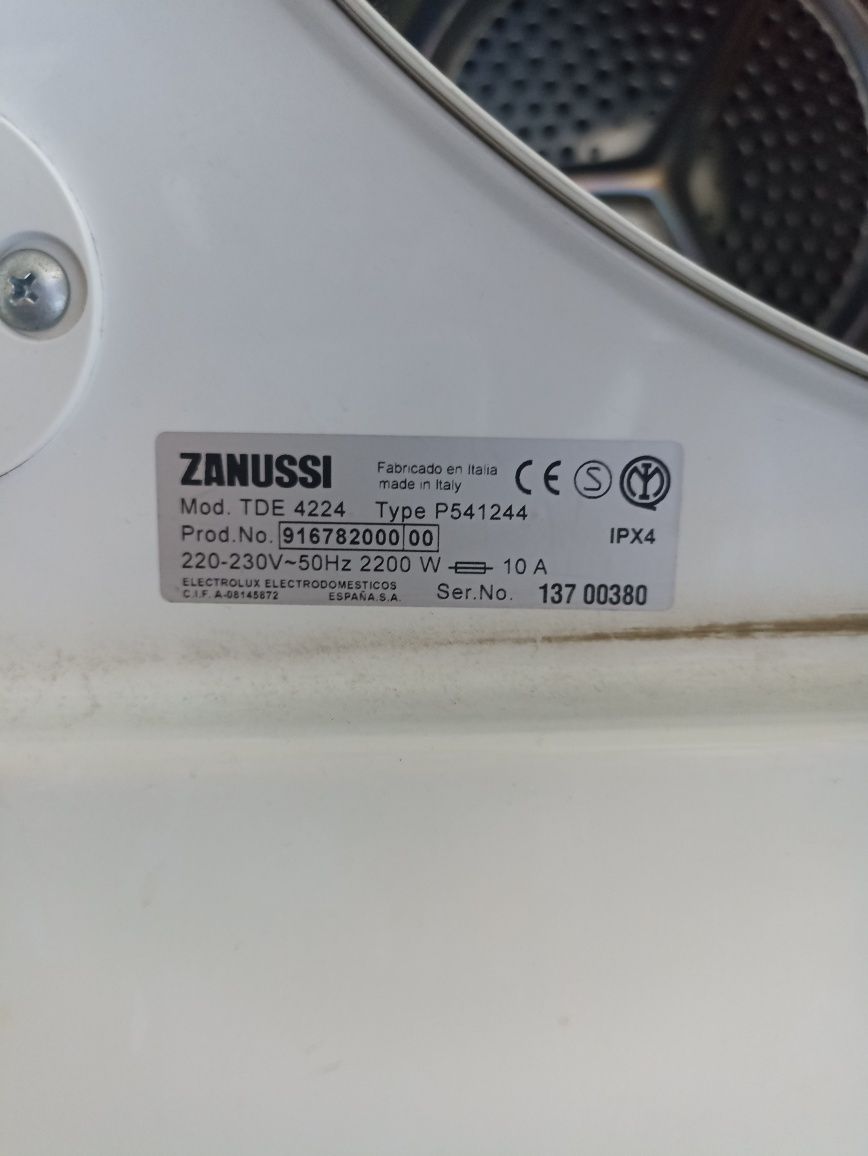 ZANUSSI Fabricado en Italia CE S
made in Italy
Mod. TDE 4224 Type P541244
Prod.No. 916782000 00 IPX4
220-230V~50Hz 2200 W 10 A
ELECTROLUX ELECTRODOMESTICOS
C.I.F. A-08145872 ESPAÑA.S.A. Ser.No. 137 00380